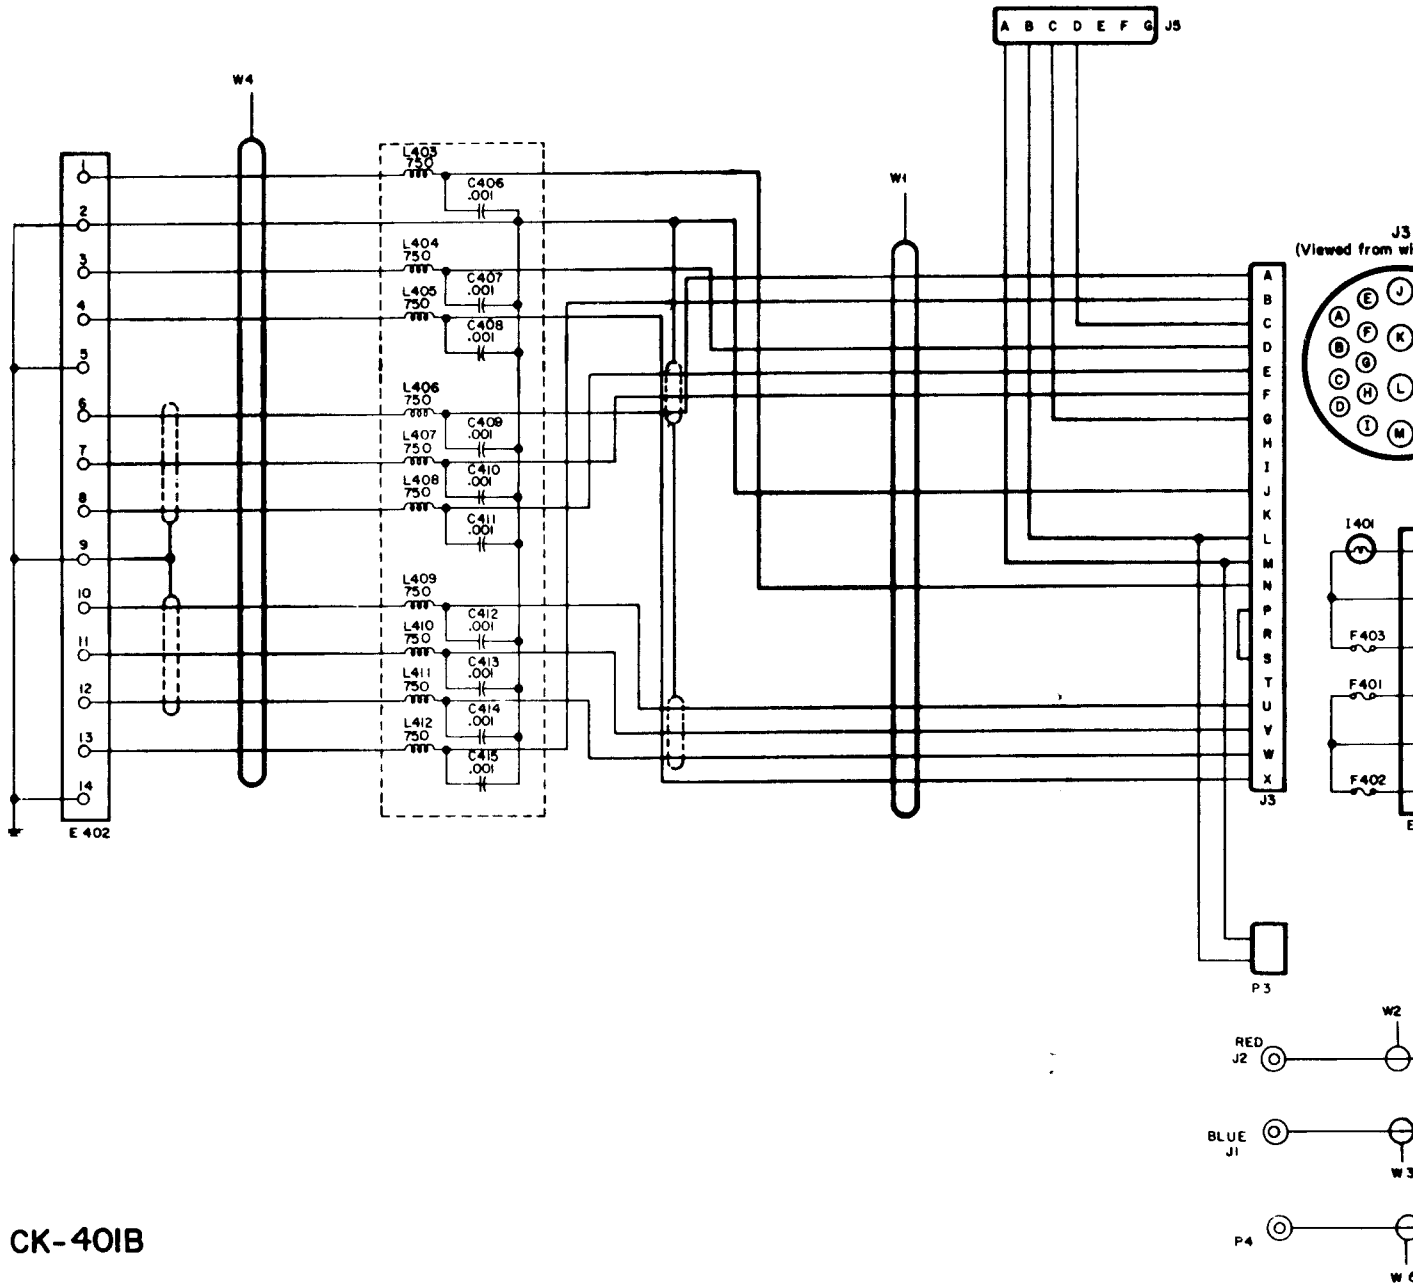 A B C D E F G J5
W4
W1
1
2
3
4
5
6
7
8
9
10
11
12
13
14
E 402
L403
750
C406
.001
L404
750
C407
.001
L405
750
C408
.001
L406
750
C409
.001
L407
750
C410
.001
L408
750
C411
.001
L409
750
C412
.001
L410
750
C413
.001
L411
750
C414
.001
L412
750
C415
.001
A
B
C
D
E
F
G
H
I
J
K
L
M
N
P
R
S
T
U
V
W
X
J3
J3
(Viewed from wi
A
B
C
D
E
F
G
H
I
J
K
L
M
I401
F403
F401
F402
E
P3
W2
RED
J2
BLUE
J1
W3
P4
W
CK-401B